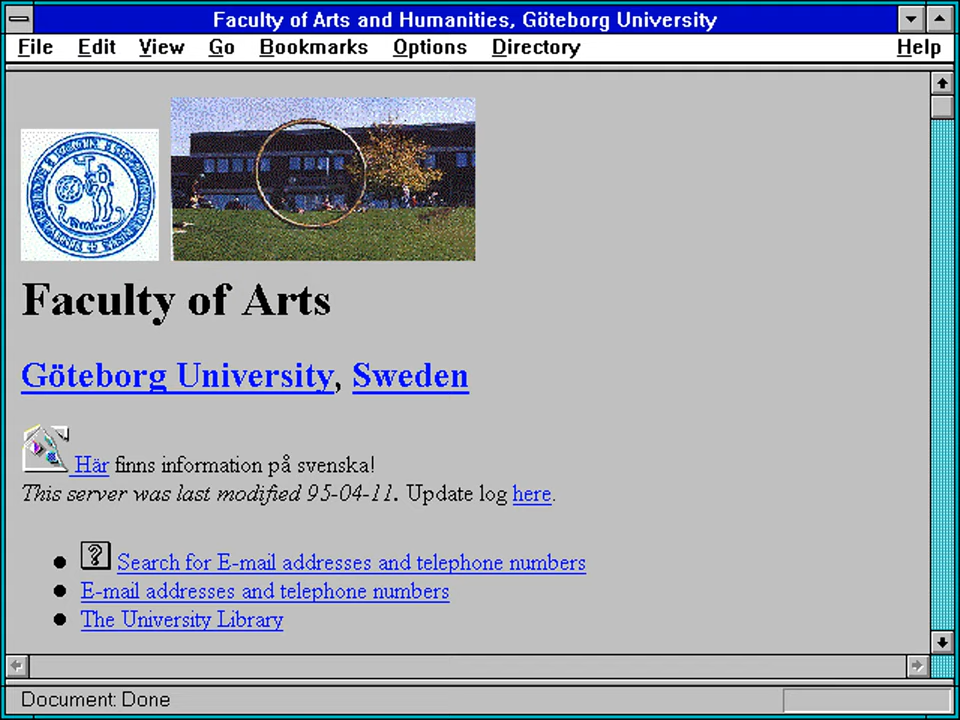 Faculty of Arts and Humanities, Göteborg University
File Edit View Go Bookmarks Options Directory Help
Faculty of Arts
Göteborg University, Sweden
Här finns information på svenska!
This server was last modified 95-04-11. Update log here.
? Search for E-mail addresses and telephone numbers
E-mail addresses and telephone numbers
The University Library
Document: Done